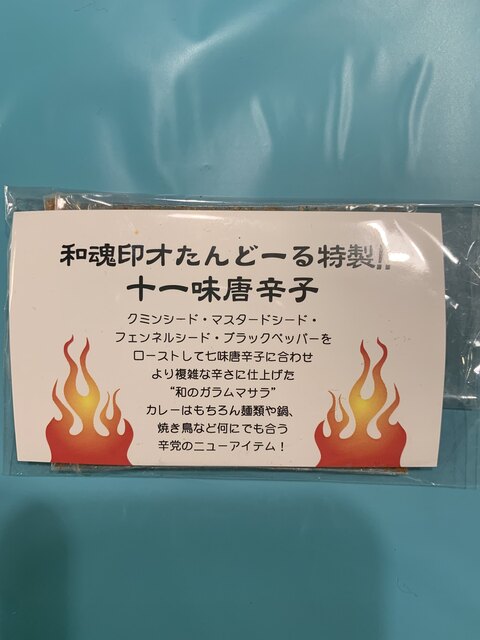 和魂印才たんどーる特製!!
十一味唐辛子
クミンシード・マスタードシード・
フェンネルシード・ブラックペッパーを
ローストして七味唐辛子に合わせ
より複雑な辛さに仕上げた
“和のガラムマサラ”
カレーはもちろん麺類や鍋、
焼き鳥など何にでも合う
辛党のニューアイテム！